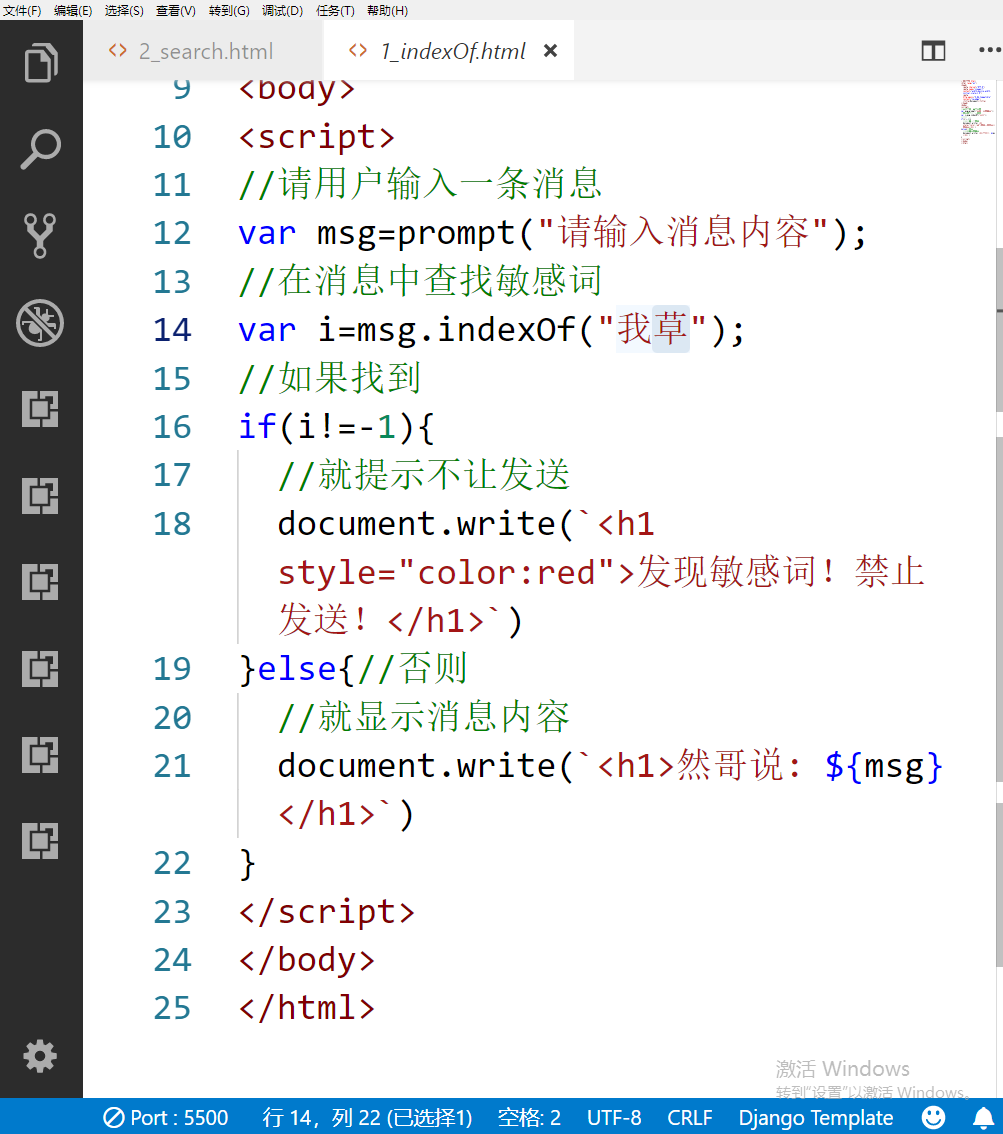 文件(F) 编辑(E) 选择(S) 查看(V) 转到(G) 调试(D) 任务(T) 帮助(H)
<> 2_search.html <> 1_indexOf.html ×
9 <body>
10 <script>
11 //请用户输入一条消息
12 var msg=prompt("请输入消息内容");
13 //在消息中查找敏感词
14 var i=msg.indexOf("我草");
15 //如果找到
16 if(i!=-1){
17 //就提示不让发送
18 document.write(`<h1
style="color:red">发现敏感词！禁止
发送！</h1>`)
19 }else{//否则
20 //就显示消息内容
21 document.write(`<h1>然哥说：${msg}
</h1>`)
22 }
23 </script>
24 </body>
25 </html>
激活 Windows
转到"设置"以激活 Windows。
Port : 5500 行 14，列 22 (已选择1) 空格: 2 UTF-8 CRLF Django Template